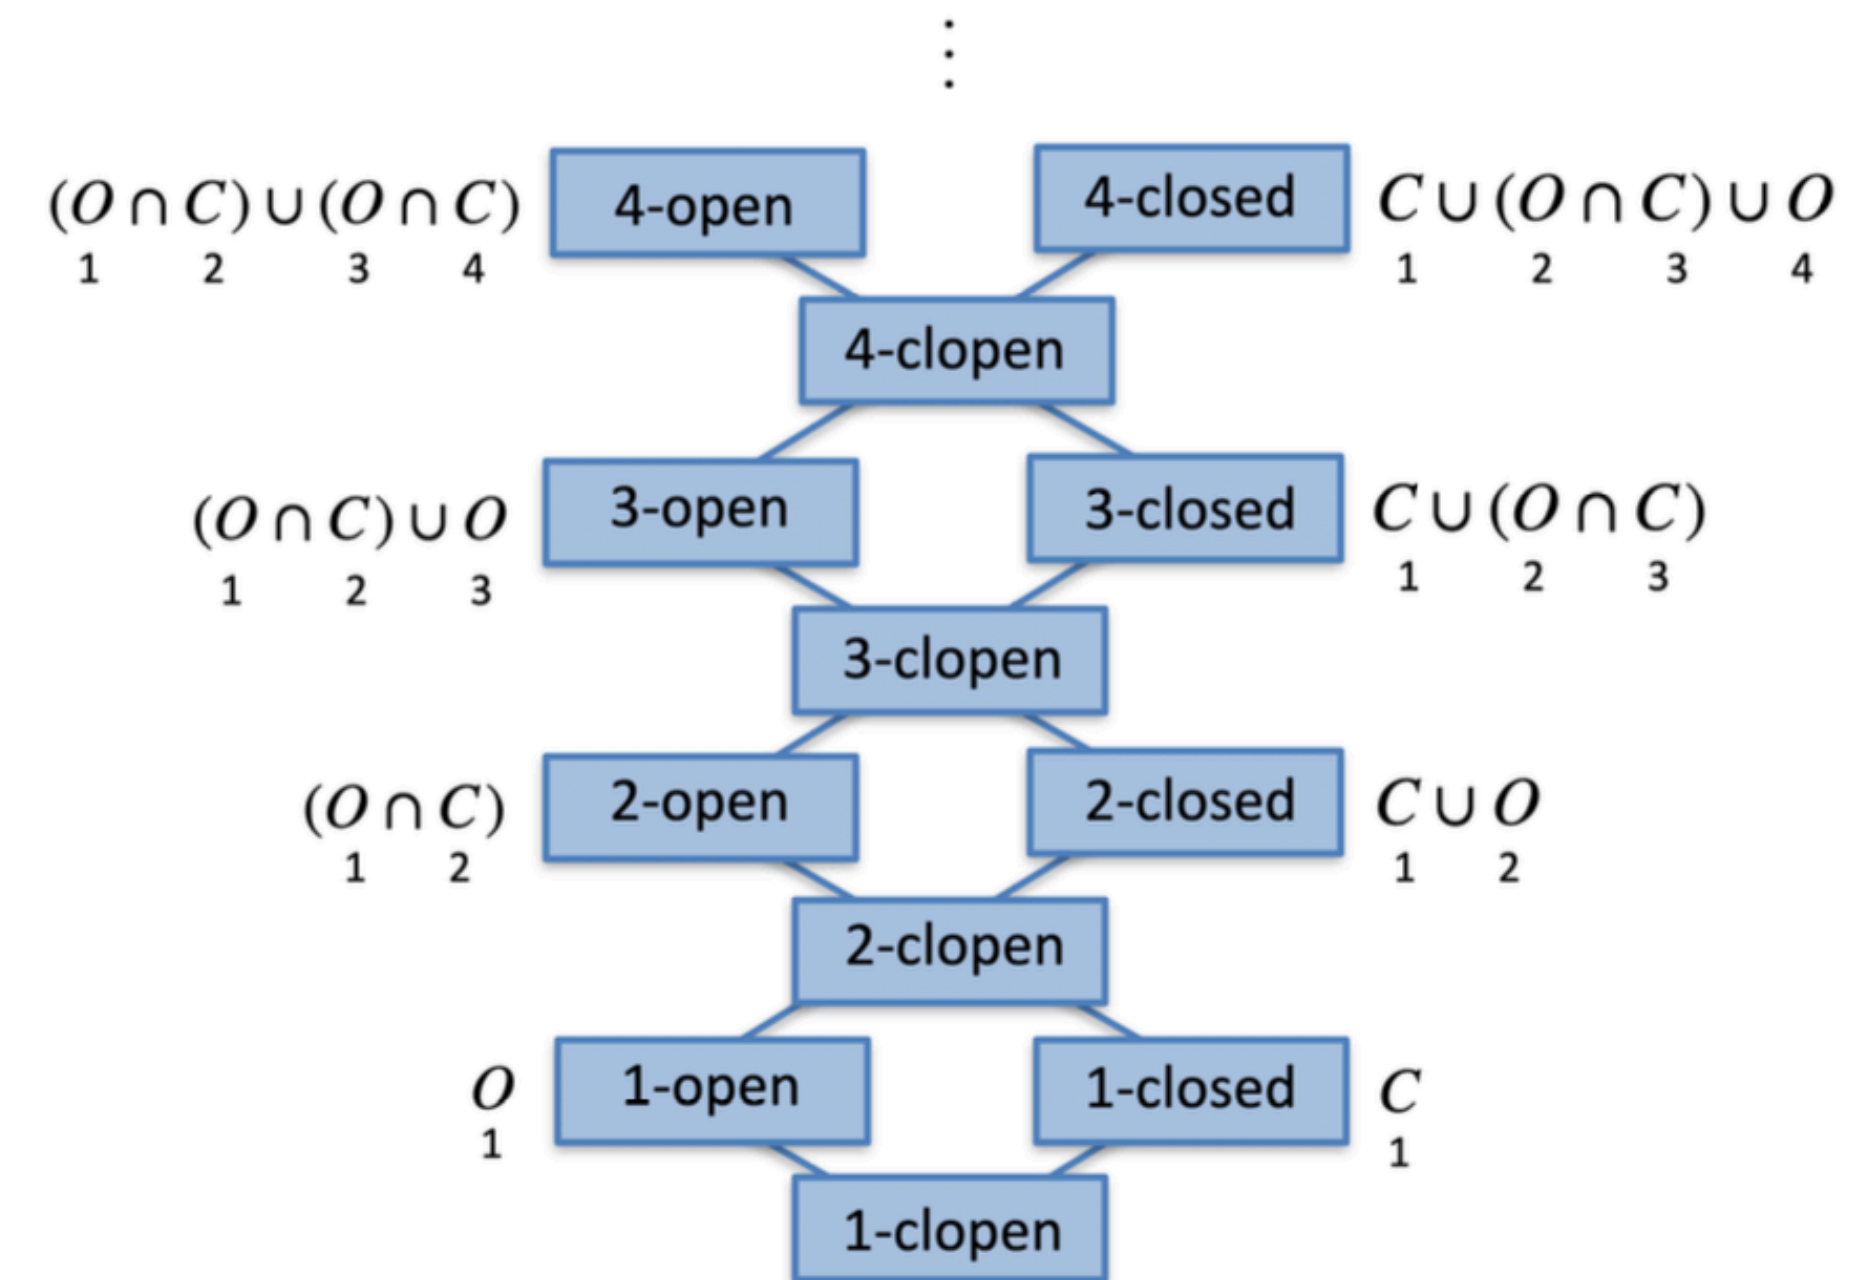 ⋮
(O ∩ C) ∪ (O ∩ C) 4-open 4-closed C ∪ (O ∩ C) ∪ O
1 2 3 4 1 2 3 4
4-clopen
(O ∩ C) ∪ O 3-open 3-closed C ∪ (O ∩ C)
1 2 3 1 2 3
3-clopen
(O ∩ C) 2-open 2-closed C ∪ O
1 2 1 2
2-clopen
O 1-open 1-closed C
1 1
1-clopen